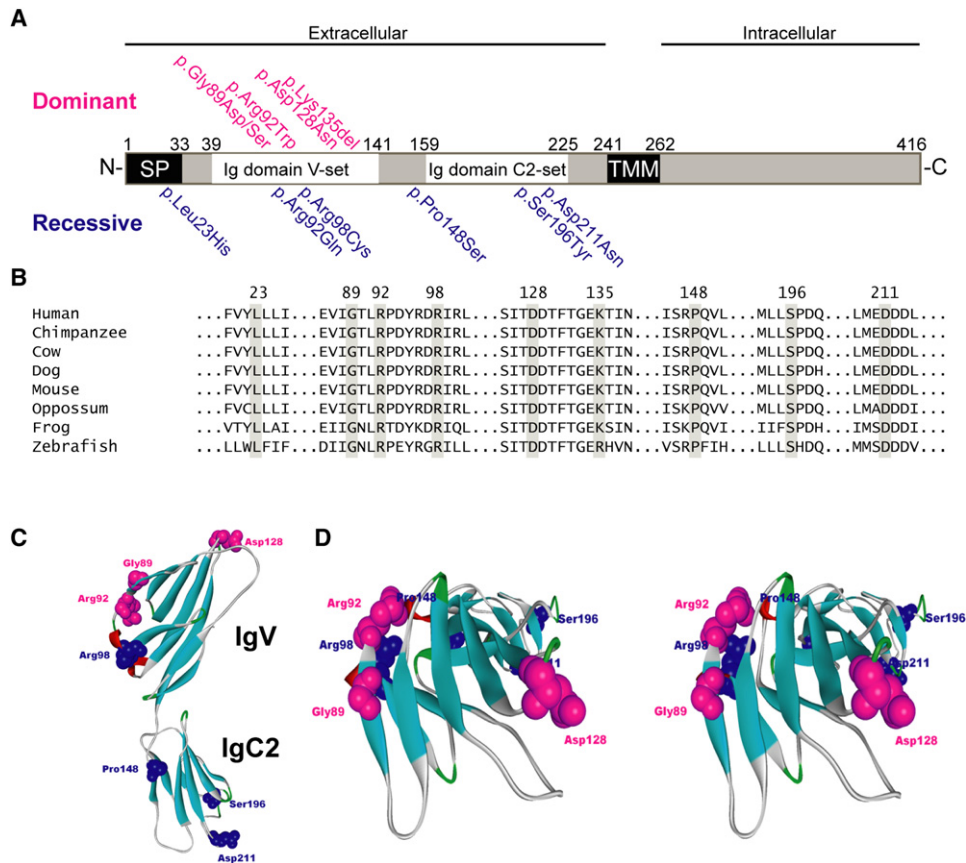 A
Extracellular
Intracellular
Dominant
p.Gly89Asp/Ser
p.Arg92Trp
p.Asp128Asn
p.Lys135del
1 33 39 141 159 225 241 262 416
N- SP Ig domain V-set Ig domain C2-set TMM -C
Recessive
p.Leu23His
p.Arg92Gln
p.Arg98Cys
p.Pro148Ser
p.Ser196Tyr
p.Asp211Asn
B
23 89 92 98 128 135 148 196 211
Human ...FVYLLLI...EVIGTLRPDYRDRIRL...SITDDTFTGEKTIN...ISRPQVL...MLLSPDQ...LMEDDDL...
Chimpanzee ...FVYLLLI...EVIGTLRPDYRDRIRL...SITDDTFTGEKTIN...ISRPQVL...MLLSPDQ...LMEDDDL...
Cow ...FVYLLLI...EVIGTLRPDYRDRIRL...SITDDTFTGEKTIN...ISRPQVL...MLLSPDQ...LMEDDDL...
Dog ...FVYLLLI...EVIGTLRPDYRDRIRL...SITDDTFTGEKTIN...ISRPQVL...MLLSPDH...LMEDDDL...
Mouse ...FVYLLLI...EVIGTLRPDYRDRIRL...SITDDTFTGEKTIN...ISRPQVL...MLLSPDQ...LMEDDDL...
Oppossum ...FVCLLLI...EVIGTLRPDYRDRIRL...SITDDTFTGEKTIN...ISKPQVV...MLLSPDQ...LMADDDI...
Frog ...VTYLLAI...EIIGNLRTDYKDRIQL...SITDDTFTGEKSIN...ISKPQVI...IIFSPDH...IMSDDDI...
Zebrafish ...LLWLFIF...DIIGNLRPEYRGRILL...SITDDTFTGERHVN...VSRPFIH...LLLSHDQ...MMSDDDV...
C
Asp128
Gly89
Arg92
Arg98
IgV
IgC2
Pro148
Ser196
Asp211
D
Arg92
Pro148
Ser196
Arg98
11
Gly89
Asp128
Arg92
Pro148
Ser196
Arg98
Asp211
Gly89
Asp128